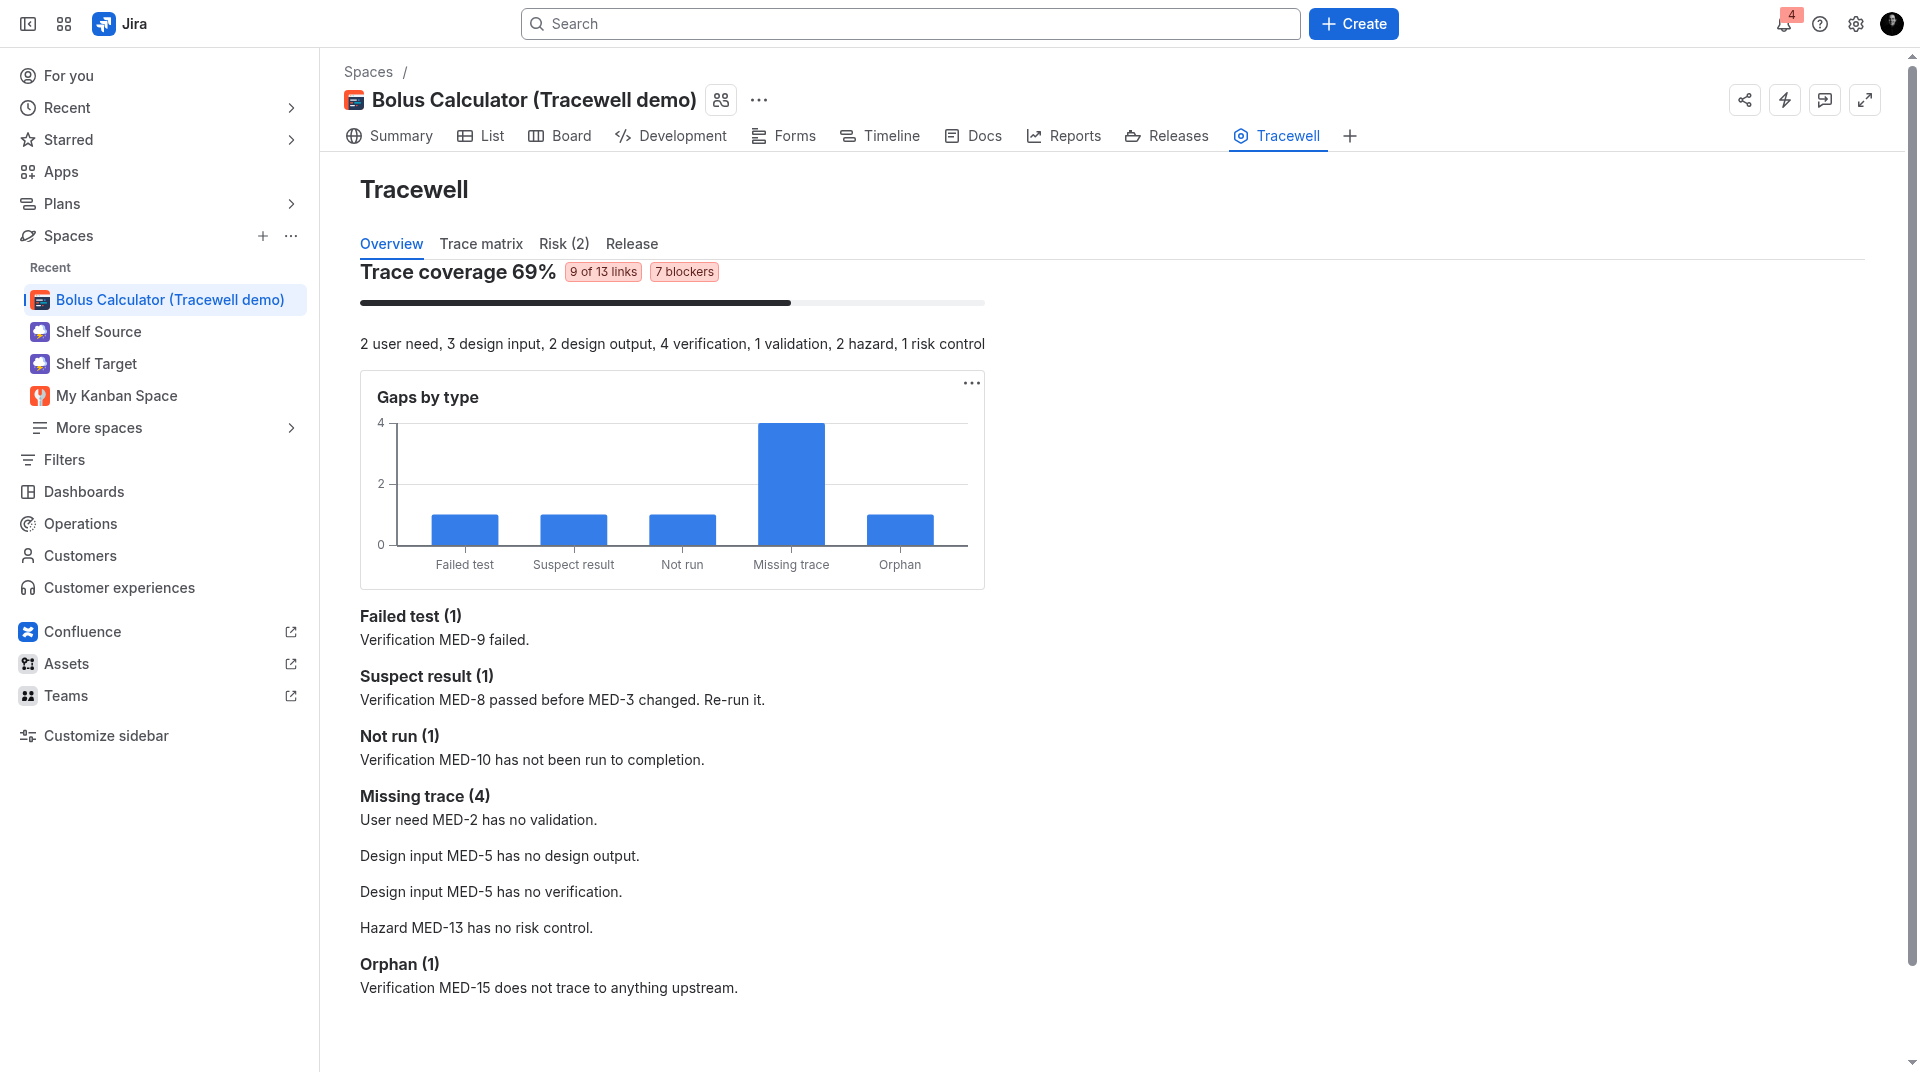 Jira
Search
Create
4
For you
Recent
Starred
Apps
Plans
Spaces
Recent
Bolus Calculator (Tracewell demo)
Shelf Source
Shelf Target
My Kanban Space
More spaces
Filters
Dashboards
Operations
Customers
Customer experiences
Confluence
Assets
Teams
Customize sidebar
Spaces /
Bolus Calculator (Tracewell demo)
Summary List Board Development Forms Timeline Docs Reports Releases Tracewell
Tracewell
Overview Trace matrix Risk (2) Release
Trace coverage 69% 9 of 13 links 7 blockers
2 user need, 3 design input, 2 design output, 4 verification, 1 validation, 2 hazard, 1 risk control
Gaps by type
4
2
0
Failed test Suspect result Not run Missing trace Orphan
Failed test (1)
Verification MED-9 failed.
Suspect result (1)
Verification MED-8 passed before MED-3 changed. Re-run it.
Not run (1)
Verification MED-10 has not been run to completion.
Missing trace (4)
User need MED-2 has no validation.
Design input MED-5 has no design output.
Design input MED-5 has no verification.
Hazard MED-13 has no risk control.
Orphan (1)
Verification MED-15 does not trace to anything upstream.